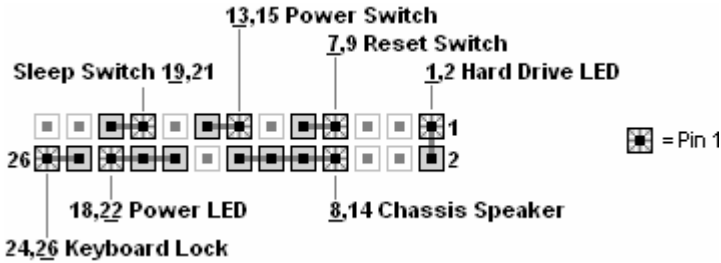 13,15 Power Switch
7,9 Reset Switch
Sleep Switch 19,21
1,2 Hard Drive LED
1
= Pin 1
26
2
18,22 Power LED
8,14 Chassis Speaker
24,26 Keyboard Lock